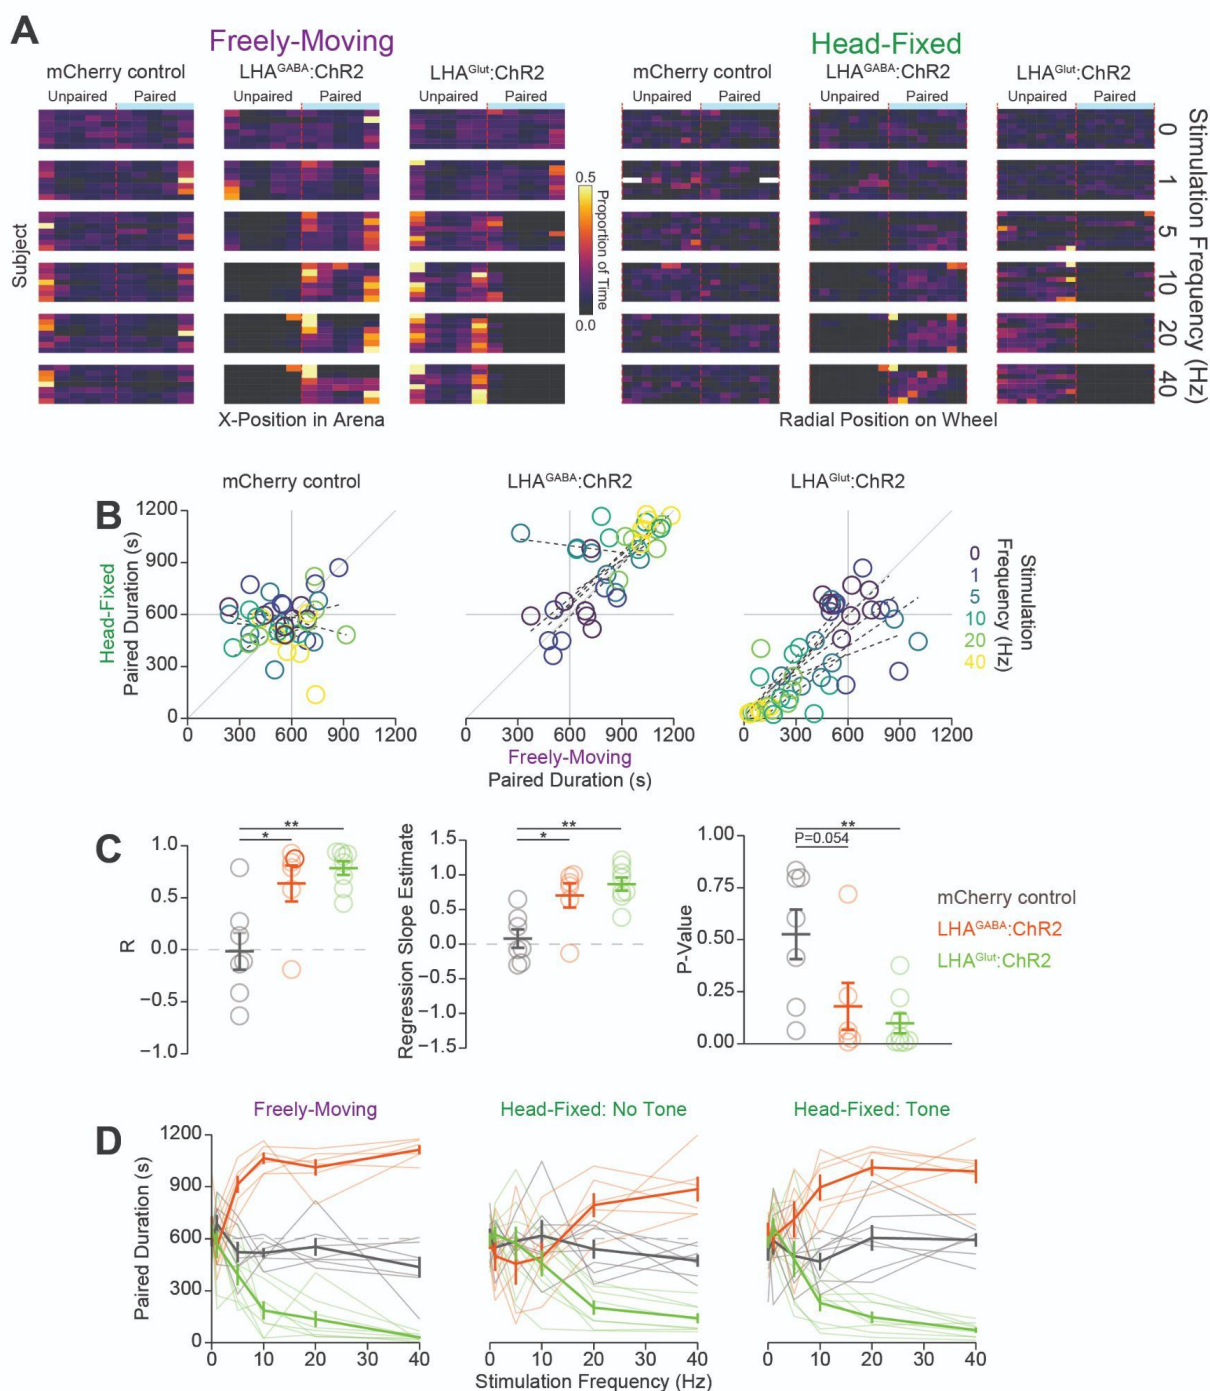 A
Freely-Moving
Head-Fixed
mCherry control
LHA^GABA:ChR2
LHA^Glut:ChR2
mCherry control
LHA^GABA:ChR2
LHA^Glut:ChR2
Unpaired Paired
Unpaired Paired
Unpaired Paired
Unpaired Paired
Unpaired Paired
Unpaired Paired
Subject
0.5
Proportion of Time
0.0
0
1
5
10
20
40
Stimulation Frequency (Hz)
X-Position in Arena
Radial Position on Wheel
B
mCherry control
LHA^GABA:ChR2
LHA^Glut:ChR2
Head-Fixed
Paired Duration (s)
1200
900
600
300
0
0 300 600 900 1200
0 300 600 900 1200
0 300 600 900 1200
Freely-Moving
Paired Duration (s)
0
1
5
10
20
40
Stimulation
Frequency (Hz)
C
**
*
R
1.0
0.5
0.0
−0.5
−1.0
**
*
Regression Slope Estimate
1.5
1.0
0.5
0.0
−0.5
−1.0
−1.5
**
P=0.054
P-Value
1.00
0.75
0.50
0.25
0.00
mCherry control
LHA^GABA:ChR2
LHA^Glut:ChR2
D
Freely-Moving
Head-Fixed: No Tone
Head-Fixed: Tone
Paired Duration (s)
1200
900
600
300
0
0 10 20 30 40
0 10 20 30 40
0 10 20 30 40
Stimulation Frequency (Hz)